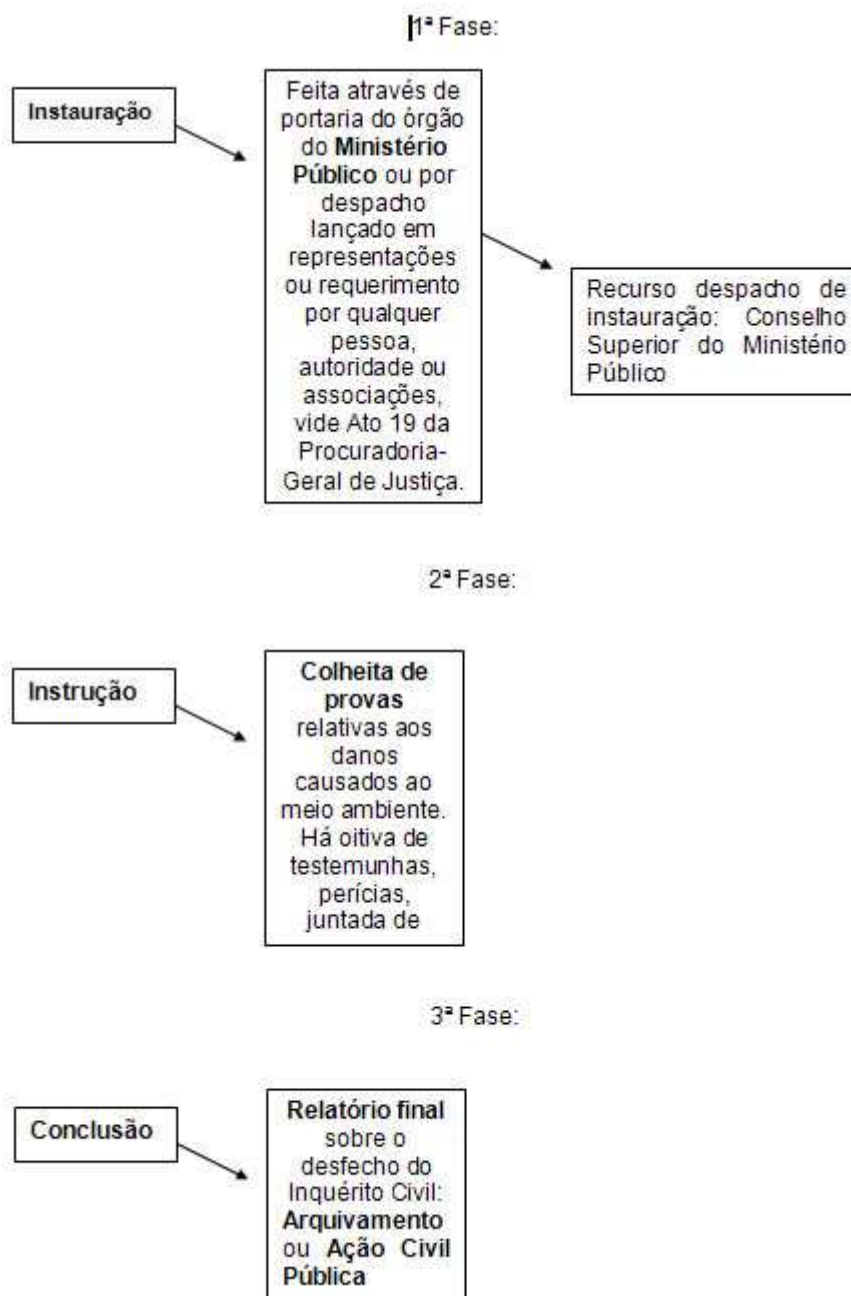 1ª Fase:
Instauração
Feita através de
portaria do órgão
do Ministério
Público ou por
despacho
lançado em
representações
ou requerimento
por qualquer
pessoa,
autoridade ou
associações,
vide Ato 19 da
Procuradoria-
Geral de Justiça.
Recurso despacho de
instauração: Conselho
Superior do Ministério
Público
2ª Fase:
Instrução
Colheita de
provas
relativas aos
danos
causados ao
meio ambiente.
Há oitiva de
testemunhas,
perícias,
juntada de
3ª Fase:
Conclusão
Relatório final
sobre o
desfecho do
Inquérito Civil:
Arquivamento
ou Ação Civil
Pública